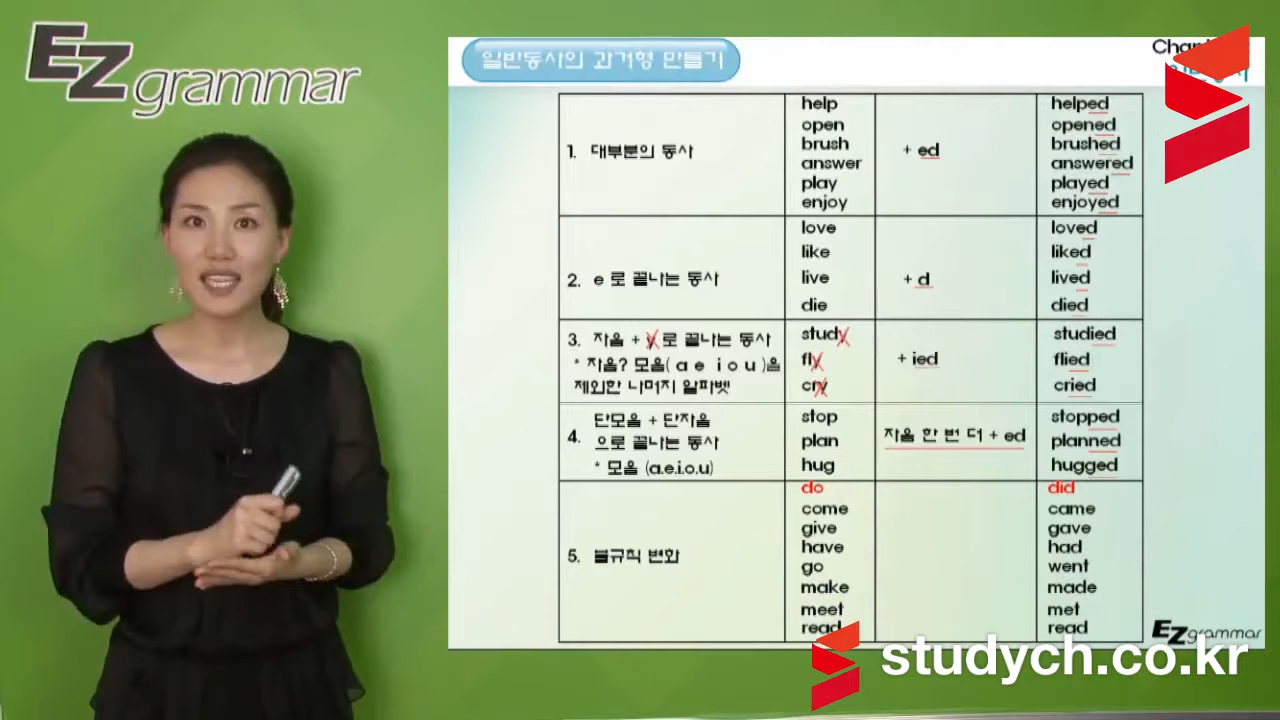 EZ grammar
일반동사의 과거형 만들기
1. 대부분의 동사
help
open
brush
answer
play
enjoy
+ ed
helped
opened
brushed
answered
played
enjoyed
2. e 로 끝나는 동사
love
like
live
die
+ d
loved
liked
lived
died
3. 자음 + y 로 끝나는 동사
* 자음? 모음( a e i o u )을
제외한 나머지 알파벳
study
fly
cry
+ ied
studied
flied
cried
4. 단모음 + 단자음
으로 끝나는 동사
* 모음 (a.e.i.o.u)
stop
plan
hug
자음 한 번 더 + ed
stopped
planned
hugged
5. 불규칙 변화
do
come
give
have
go
make
meet
read
did
came
gave
had
went
made
met
read
EZ grammar
studych.co.kr